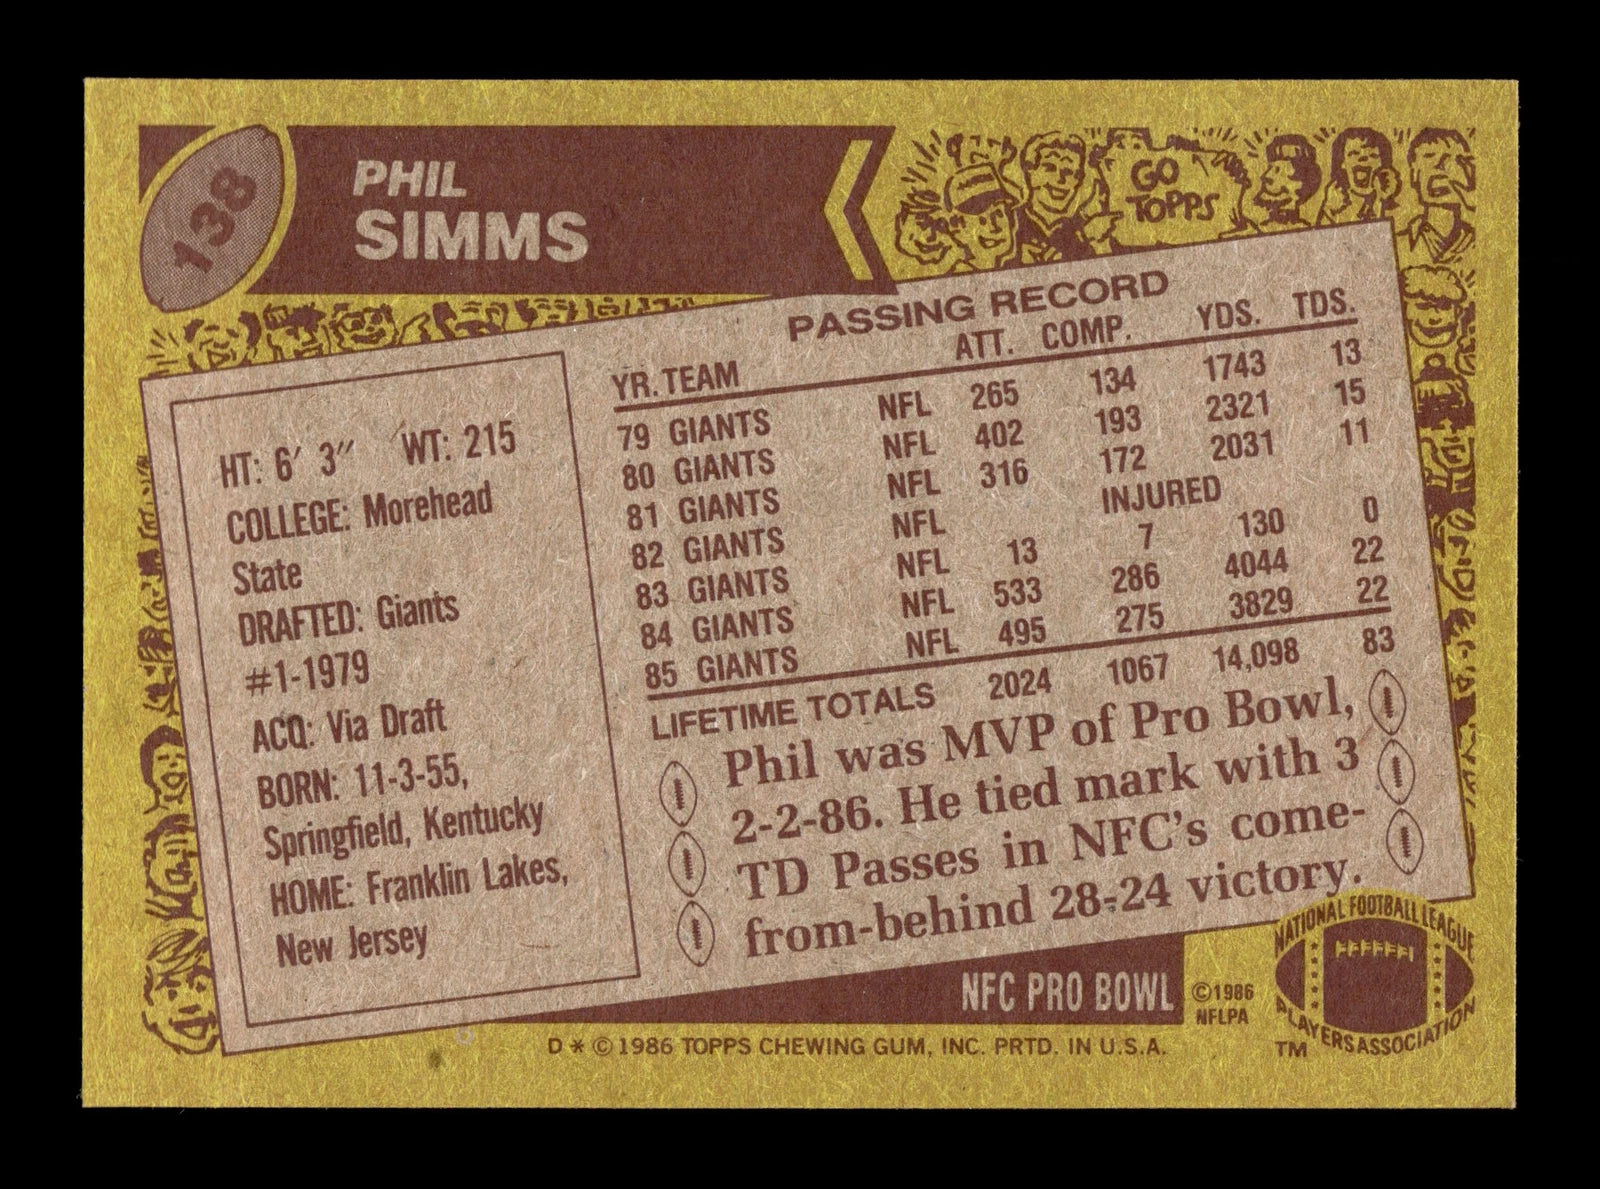 138
PHIL
SIMMS
GO
TOPPS
PASSING RECORD
YR. TEAM ATT. COMP. YDS. TDS.
79 GIANTS NFL 265 134 1743 13
80 GIANTS NFL 402 193 2321 15
81 GIANTS NFL 316 172 2031 11
82 GIANTS NFL INJURED
83 GIANTS NFL 13 7 130 0
84 GIANTS NFL 533 286 4044 22
85 GIANTS NFL 495 275 3829 22
LIFETIME TOTALS 2024 1067 14,098 83
HT: 6′ 3″ WT: 215
COLLEGE: Morehead
State
DRAFTED: Giants
#1-1979
ACQ: Via Draft
BORN: 11-3-55,
Springfield, Kentucky
HOME: Franklin Lakes,
New Jersey
Phil was MVP of Pro Bowl,
2-2-86. He tied mark with 3
TD Passes in NFC's come-
from-behind 28-24 victory.
NFC PRO BOWL
©1986
NFLPA
NATIONAL FOOTBALL LEAGUE
PLAYERS ASSOCIATION
TM
D * © 1986 TOPPS CHEWING GUM, INC. PRTD. IN U.S.A.